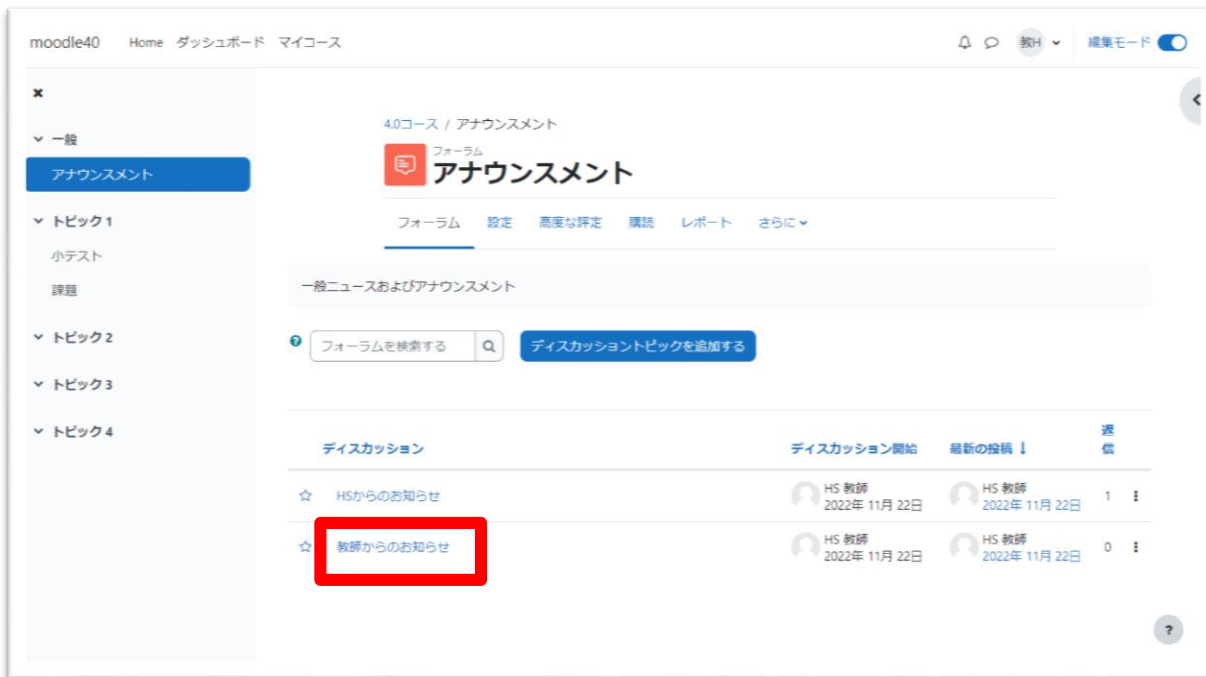 moodle40 Home ダッシュボード マイコース 教H 編集モード
4.0コース / アナウンスメント
フォーラム
アナウンスメント
フォーラム 設定 高度な評定 購読 レポート さらに
一般
アナウンスメント
トピック 1
小テスト
課題
トピック 2
トピック 3
トピック 4
一般ニュースおよびアナウンスメント
フォーラムを検索する ディスカッショントピックを追加する
ディスカッション ディスカッション開始 最新の投稿 ↓ 返信
HSからのお知らせ HS 教師 HS 教師 1
2022年 11月 22日 2022年 11月 22日
教師からのお知らせ HS 教師 HS 教師 0
2022年 11月 22日 2022年 11月 22日
?